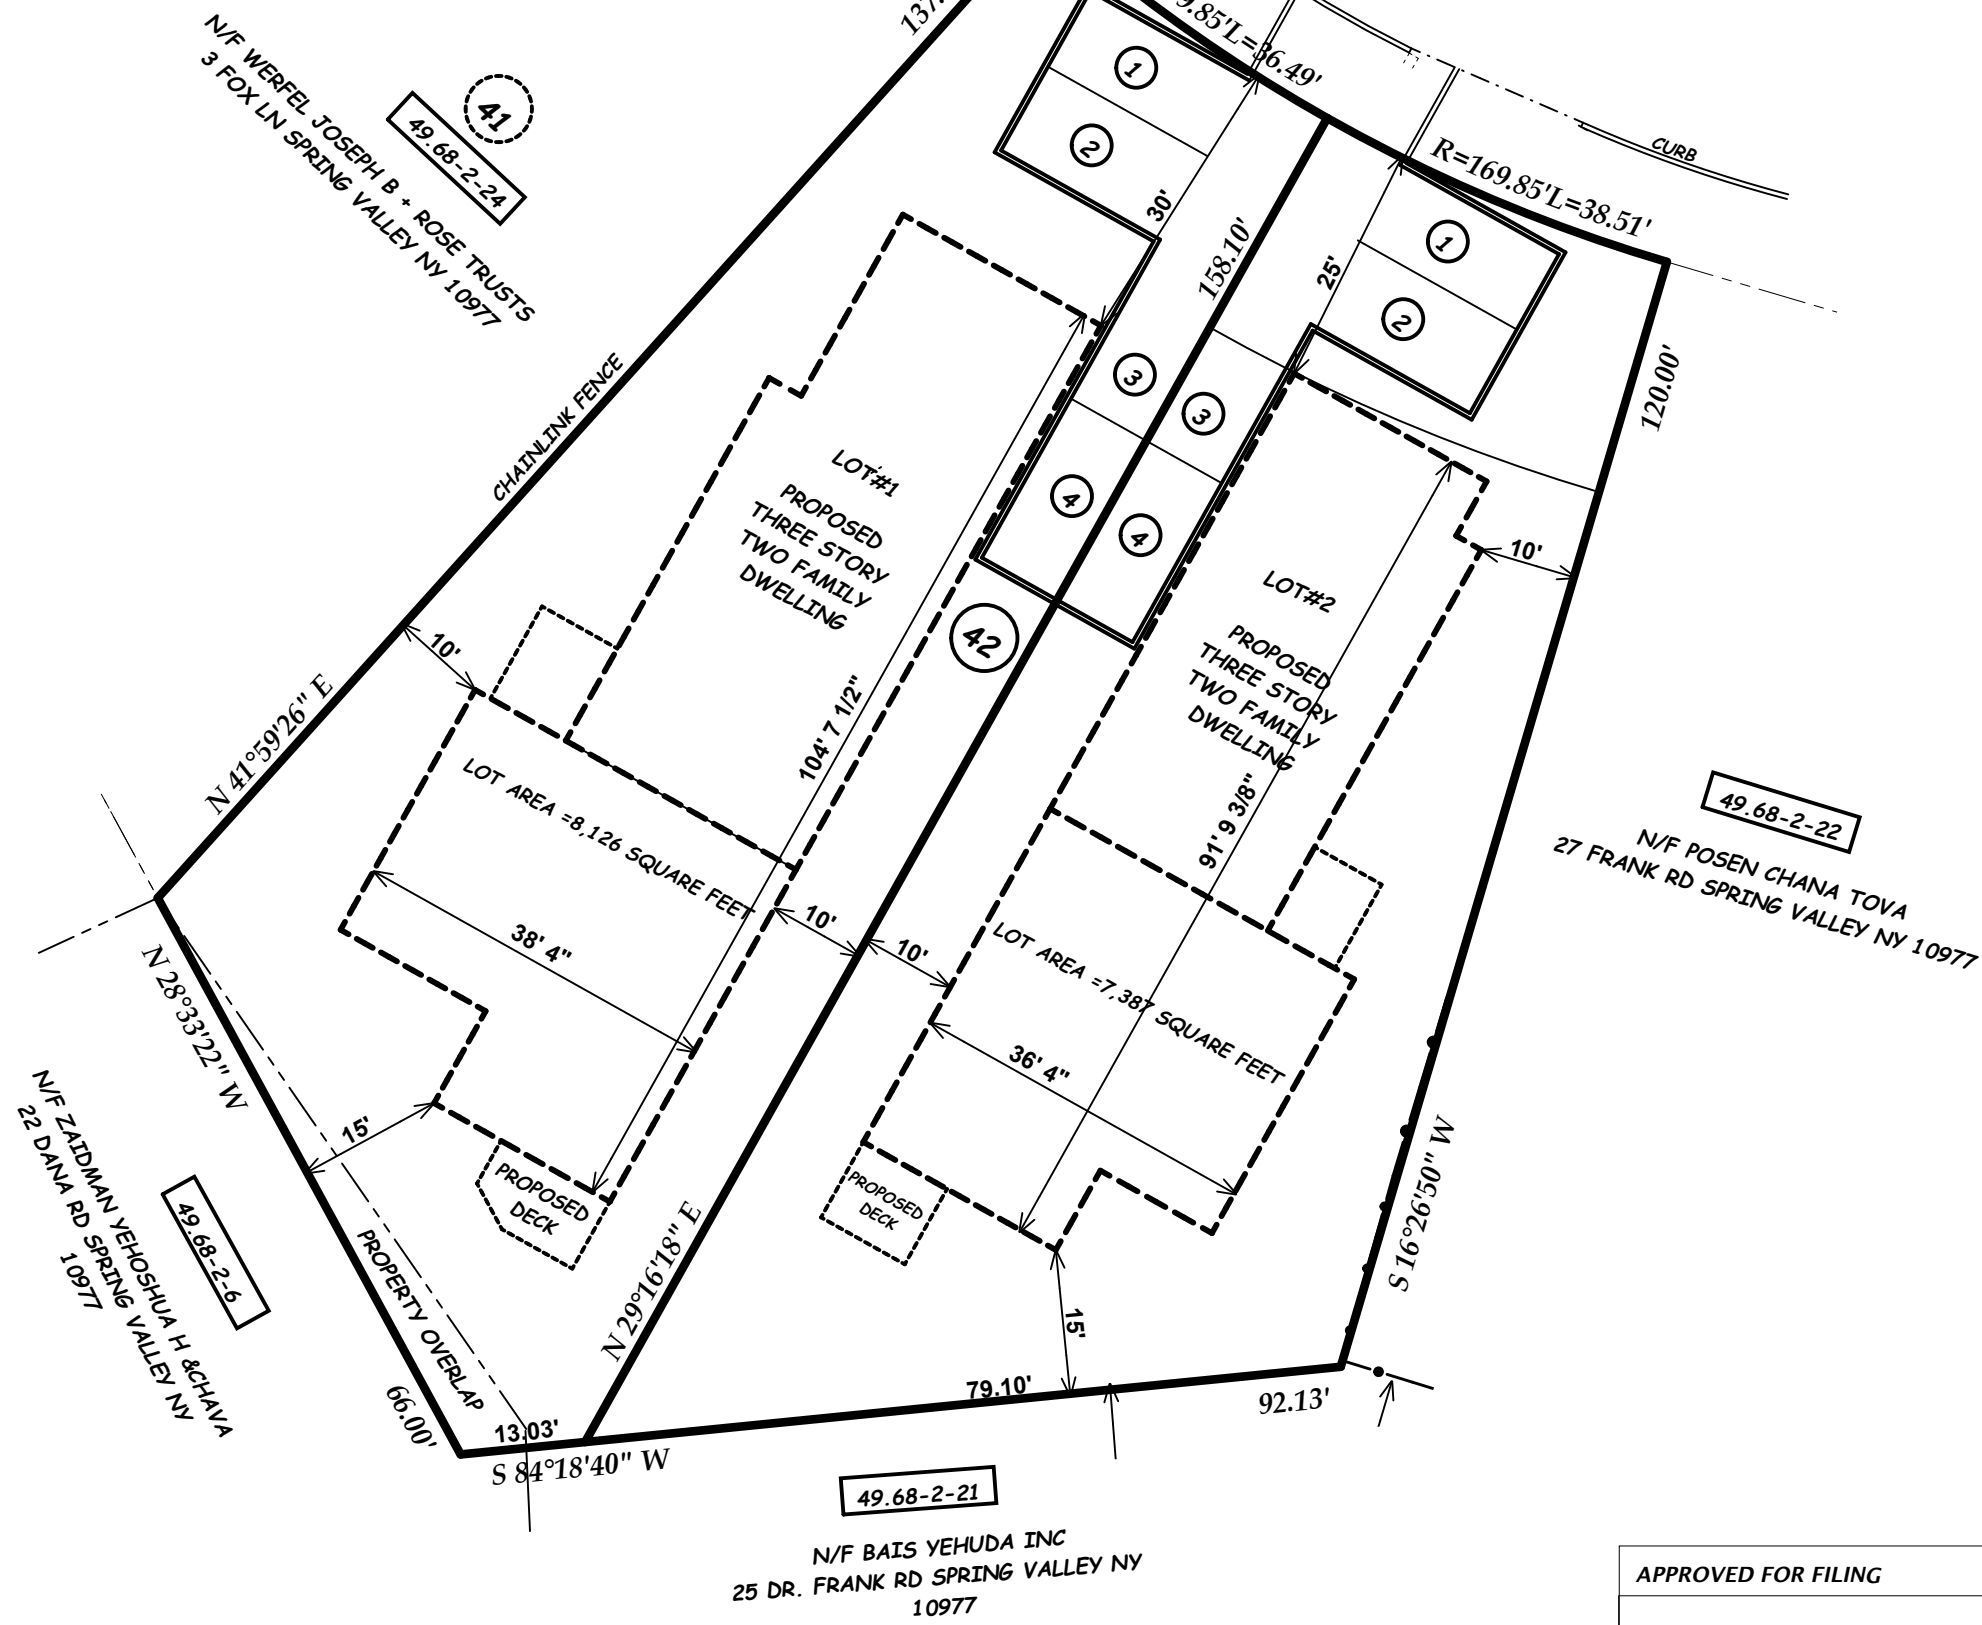 N/F WERFEL JOSEPH B + ROSE TRUSTS
3 FOX LN SPRING VALLEY NY 10977
49.68-2-24
41
137.
9.85'L=36.49'
R=169.85'L=38.51'
CURB
1
2
30'
158.10'
25'
1
2
120.00'
CHAINLINK FENCE
3
3
4
4
LOT#1
PROPOSED
THREE STORY
TWO FAMILY
DWELLING
10'
LOT#2
PROPOSED
THREE STORY
TWO FAMILY
DWELLING
42
10'
N 41°59'26" E
104' 7 1/2"
91' 9 3/8"
49.68-2-22
N/F POSEN CHANA TOVA
27 FRANK RD SPRING VALLEY NY 10977
LOT AREA =8,126 SQUARE FEET
38' 4"
10'
10'
LOT AREA =7,387 SQUARE FEET
36' 4"
N 28°33'22" W
15'
N/F ZAIDMAN YEHOSHUA H &CHAVA
22 DANA RD SPRING VALLEY NY
10977
49.68-2-6
PROPOSED
DECK
PROPOSED
DECK
PROPERTY OVERLAP
N 29°16'18" E
S 16°26'50" W
15'
66.00'
13.03'
79.10'
92.13'
S 84°18'40" W
49.68-2-21
N/F BAIS YEHUDA INC
25 DR. FRANK RD SPRING VALLEY NY
10977
APPROVED FOR FILING